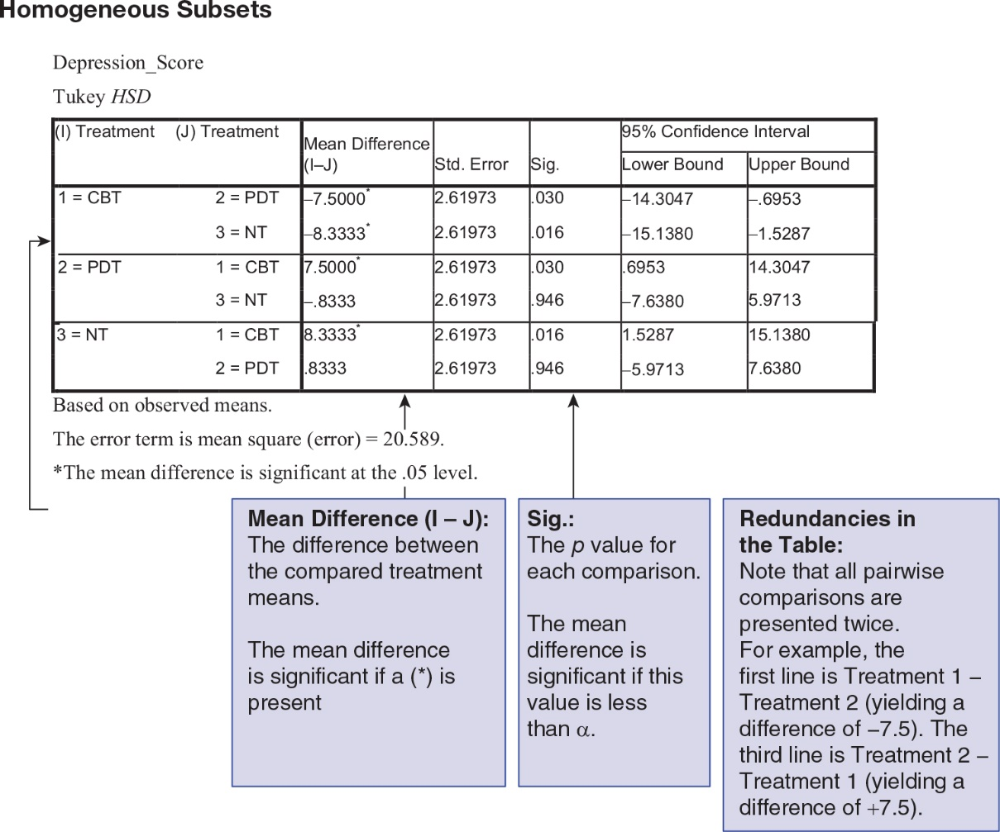 Homogeneous Subsets
Depression_Score
Tukey HSD
(I) Treatment (J) Treatment Mean Difference (I–J) Std. Error Sig. 95% Confidence Interval
Lower Bound Upper Bound
1 = CBT 2 = PDT –7.5000* 2.61973 .030 –14.3047 –.6953
3 = NT –8.3333* 2.61973 .016 –15.1380 –1.5287
2 = PDT 1 = CBT 7.5000* 2.61973 .030 .6953 14.3047
3 = NT –.8333 2.61973 .946 –7.6380 5.9713
3 = NT 1 = CBT 8.3333* 2.61973 .016 1.5287 15.1380
2 = PDT .8333 2.61973 .946 –5.9713 7.6380
Based on observed means.
The error term is mean square (error) = 20.589.
*The mean difference is significant at the .05 level.
Mean Difference (I – J):
The difference between
the compared treatment
means.
The mean difference
is significant if a (*) is
present
Sig.:
The p value for
each comparison.
The mean
difference is
significant if this
value is less
than α.
Redundancies in
the Table:
Note that all pairwise
comparisons are
presented twice.
For example, the
first line is Treatment 1 –
Treatment 2 (yielding a
difference of –7.5). The
third line is Treatment 2 –
Treatment 1 (yielding a
difference of +7.5).